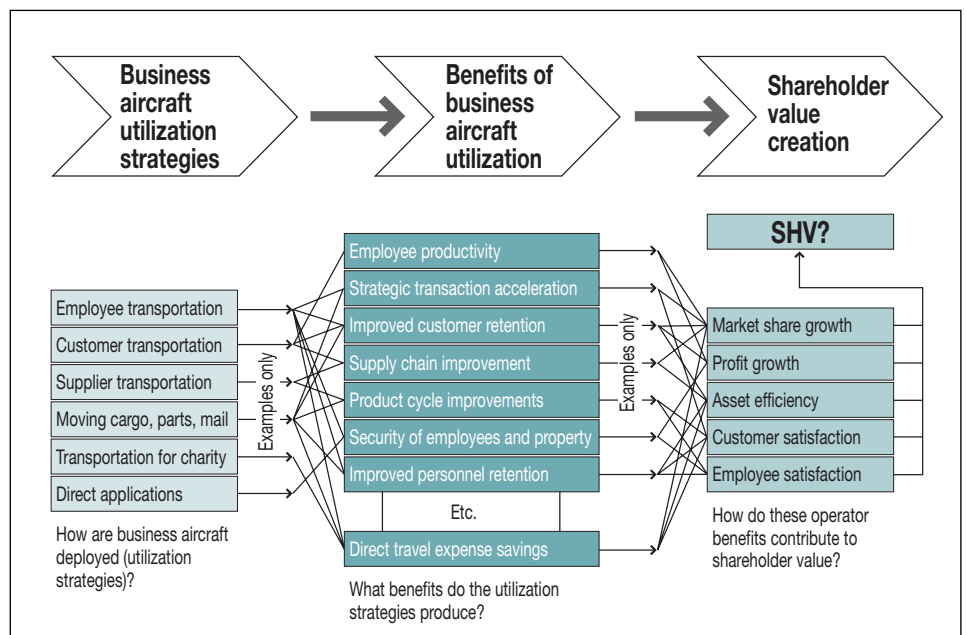 Business
aircraft
utilization
strategies
Benefits of
business
aircraft
utilization
Shareholder
value
creation
SHV?
Employee transportation
Customer transportation
Supplier transportation
Moving cargo, parts, mail
Transportation for charity
Direct applications
Examples only
How are business aircraft
deployed (utilization
strategies)?
Employee productivity
Strategic transaction acceleration
Improved customer retention
Supply chain improvement
Product cycle improvements
Security of employees and property
Improved personnel retention
Etc.
Direct travel expense savings
Examples only
What benefits do the utilization
strategies produce?
Market share growth
Profit growth
Asset efficiency
Customer satisfaction
Employee satisfaction
How do these operator
benefits contribute to
shareholder value?